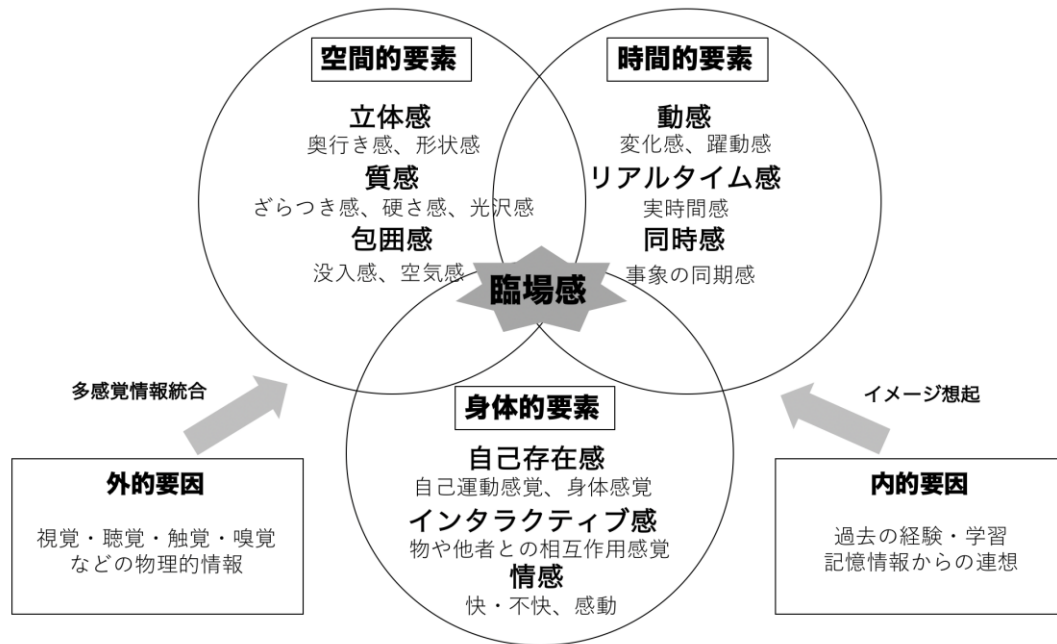 空間的要素
立体感
奥行き感、形状感
質感
ざらつき感、硬さ感、光沢感
包囲感
没入感、空気感
時間的要素
動感
変化感、躍動感
リアルタイム感
実時間感
同時感
事象の同期感
臨場感
身体的要素
自己存在感
自己運動感覚、身体感覚
インタラクティブ感
物や他者との相互作用感覚
情感
快・不快、感動
多感覚情報統合
外的要因
視覚・聴覚・触覚・嗅覚
などの物理的情報
イメージ想起
内的要因
過去の経験・学習
記憶情報からの連想